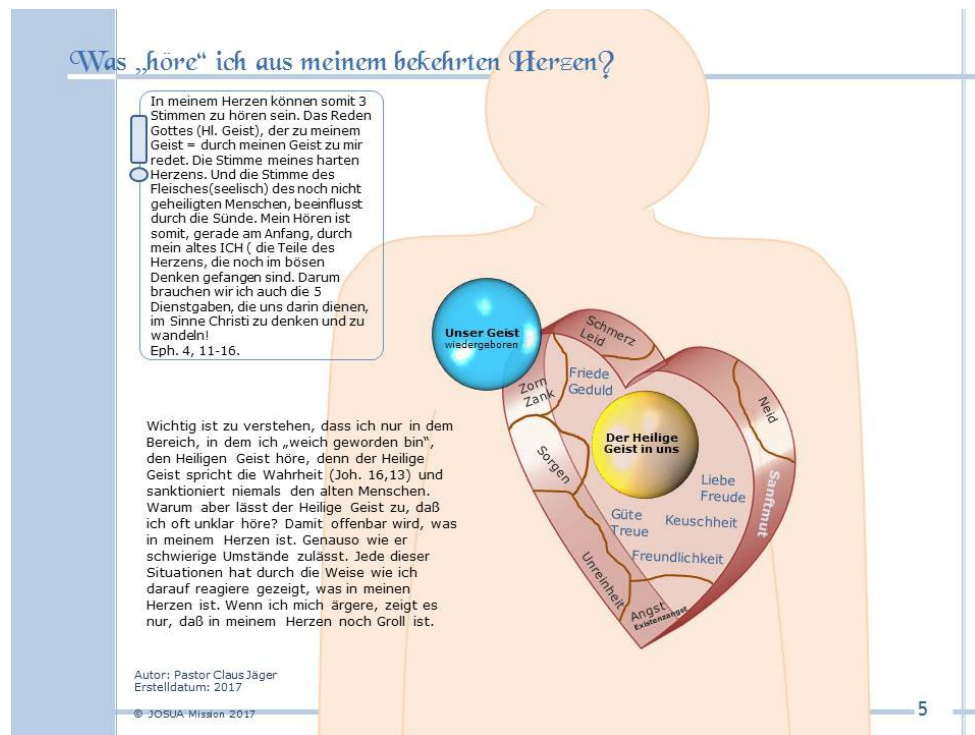 Was „höre“ ich aus meinem bekehrten Herzen?
In meinem Herzen können somit 3
Stimmen zu hören sein. Das Reden
Gottes (Hl. Geist), der zu meinem
Geist = durch meinen Geist zu mir
redet. Die Stimme meines harten
Herzens. Und die Stimme des
Fleisches(seelisch) des noch nicht
geheiligten Menschen, beeinflusst
durch die Sünde. Mein Hören ist
somit, gerade am Anfang, durch
mein altes ICH ( die Teile des
Herzens, die noch im bösen
Denken gefangen sind. Darum
brauchen wir ich auch die 5
Dienstgaben, die uns darin dienen,
im Sinne Christi zu denken und zu
wandeln!
Eph. 4, 11-16.
Unser Geist
wiedergeboren
Schmerz
Leid
Zorn
Zank
Friede
Geduld
Neid
Der Heilige
Geist in uns
Sorgen
Liebe
Freude
Sanftmut
Güte
Treue
Keuschheit
Freundlichkeit
Unreinheit
Angst
Existenzangst
Wichtig ist zu verstehen, dass ich nur in dem
Bereich, in dem ich „weich geworden bin“,
den Heiligen Geist höre, denn der Heilige
Geist spricht die Wahrheit (Joh. 16,13) und
sanktioniert niemals den alten Menschen.
Warum aber lässt der Heilige Geist zu, daß
ich oft unklar höre? Damit offenbar wird, was
in meinem Herzen ist. Genauso wie er
schwierige Umstände zulässt. Jede dieser
Situationen hat durch die Weise wie ich
darauf reagiere gezeigt, was in meinen
Herzen ist. Wenn ich mich ärgere, zeigt es
nur, daß in meinem Herzen noch Groll ist.
Autor: Pastor Claus Jäger
Erstelldatum: 2017
© JOSUA Mission 2017
5